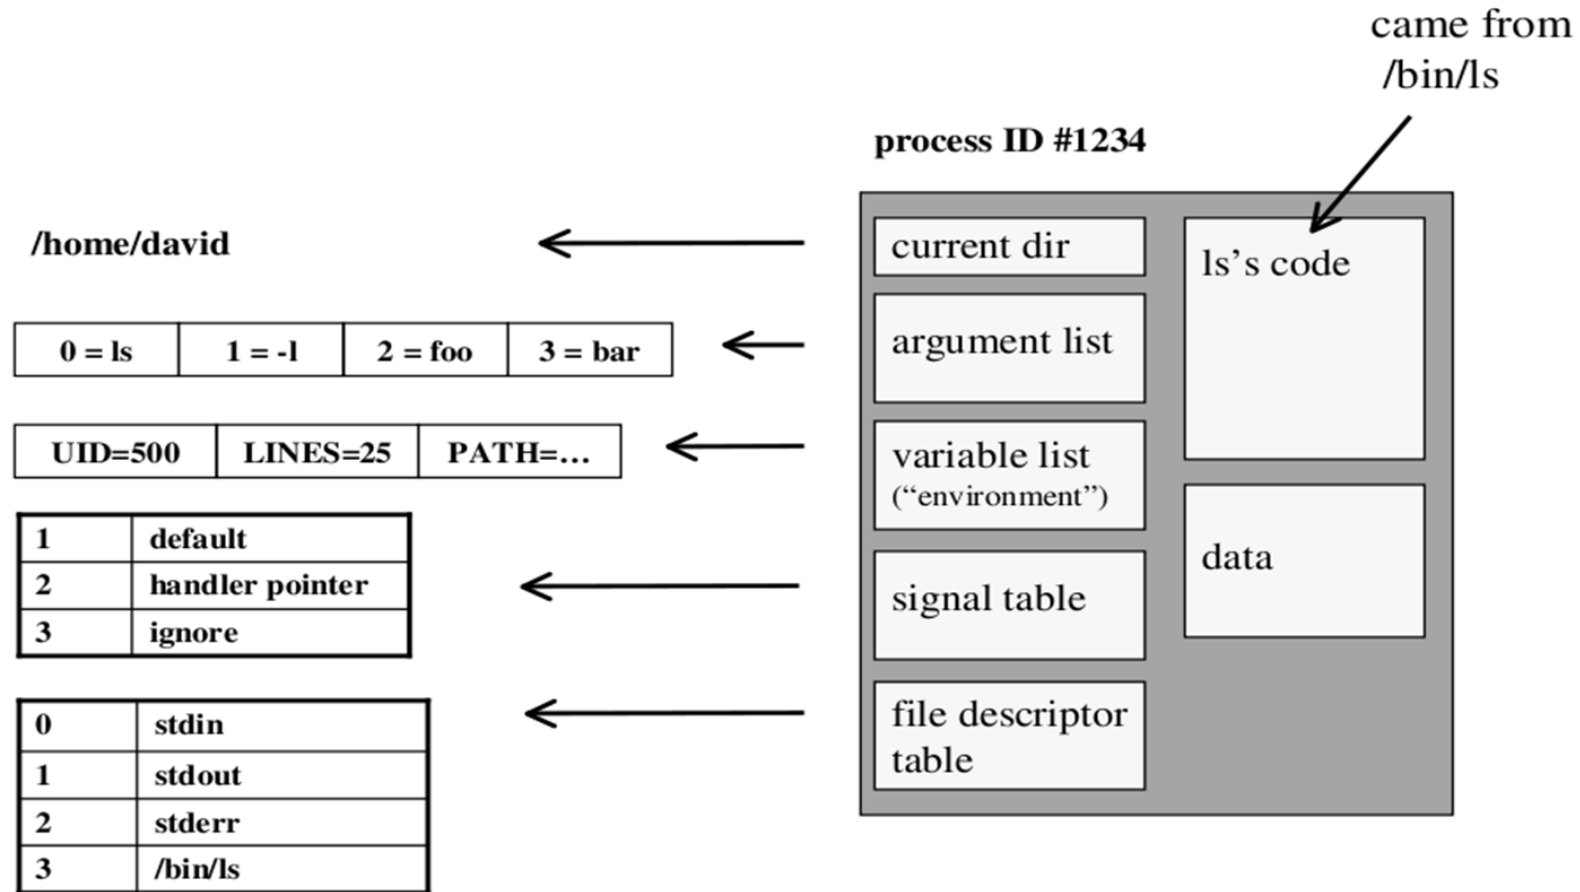 came from
/bin/ls
process ID #1234
/home/david
current dir
ls’s code
0 = ls 1 = -l 2 = foo 3 = bar
argument list
UID=500 LINES=25 PATH=...
variable list
(“environment”)
1 default
2 handler pointer
3 ignore
signal table
data
0 stdin
1 stdout
2 stderr
3 /bin/ls
file descriptor
table